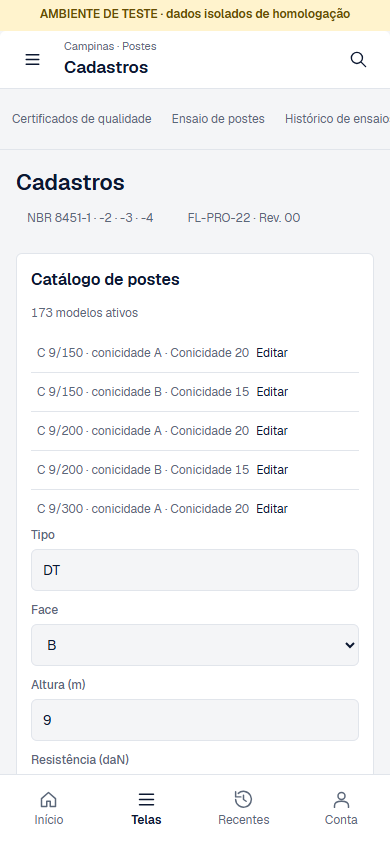 AMBIENTE DE TESTE · dados isolados de homologação
Campinas · Postes
Cadastros
Certificados de qualidade Ensaio de postes Histórico de ensaio
Cadastros
NBR 8451-1 · -2 · -3 · -4 FL-PRO-22 · Rev. 00
Catálogo de postes
173 modelos ativos
C 9/150 · conicidade A · Conicidade 20 Editar
C 9/150 · conicidade B · Conicidade 15 Editar
C 9/200 · conicidade A · Conicidade 20 Editar
C 9/200 · conicidade B · Conicidade 15 Editar
C 9/300 · conicidade A · Conicidade 20 Editar
Tipo
DT
Face
B
Altura (m)
9
Resistência (daN)
Início Telas Recentes Conta